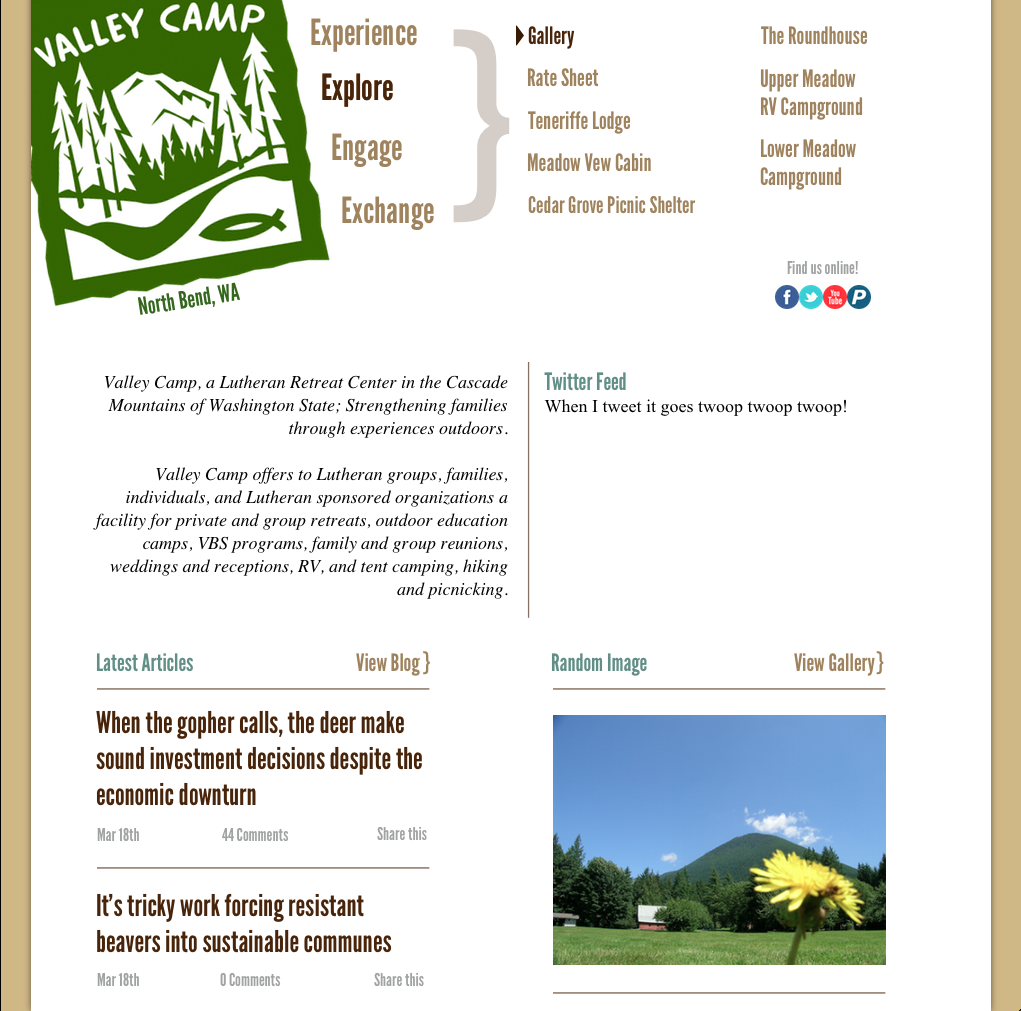 VALLEY CAMP
North Bend, WA
Experience
Explore
Engage
Exchange
}
Gallery
Rate Sheet
Teneriffe Lodge
Meadow Vew Cabin
Cedar Grove Picnic Shelter
The Roundhouse
Upper Meadow
RV Campground
Lower Meadow
Campground
Find us online!
f
You
Tube
P
Valley Camp, a Lutheran Retreat Center in the Cascade
Mountains of Washington State; Strengthening families
through experiences outdoors.
Valley Camp offers to Lutheran groups, families,
individuals, and Lutheran sponsored organizations a
facility for private and group retreats, outdoor education
camps, VBS programs, family and group reunions,
weddings and receptions, RV, and tent camping, hiking
and picnicking.
Twitter Feed
When I tweet it goes twoop twoop twoop!
Latest Articles
View Blog }
When the gopher calls, the deer make
sound investment decisions despite the
economic downturn
Mar 18th 44 Comments Share this
It's tricky work forcing resistant
beavers into sustainable communes
Mar 18th 0 Comments Share this
Random Image
View Gallery }